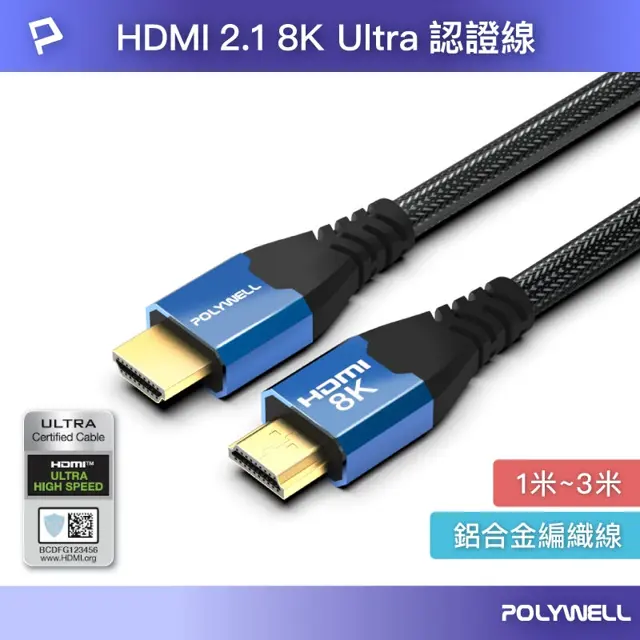 HDMI 2.1 8K Ultra 認證線
POLYWELL
HDMI
8K
ULTRA
Certified Cable
HDMI™
ULTRA
HIGH SPEED
BCDFG123456
www.HDMI.org
1米~3米
鋁合金編織線
POLYWELL